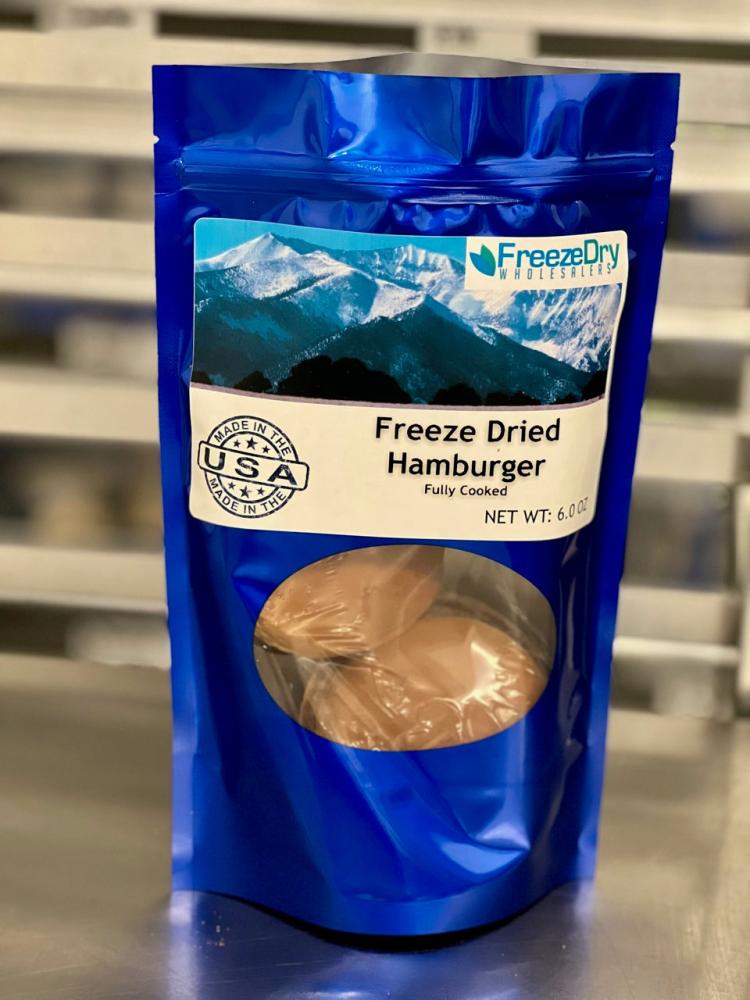 FreezeDry
WHOLESALERS
MADE IN THE
USA
MADE IN THE
Freeze Dried
Hamburger
Fully Cooked
NET WT: 6.0 OZ